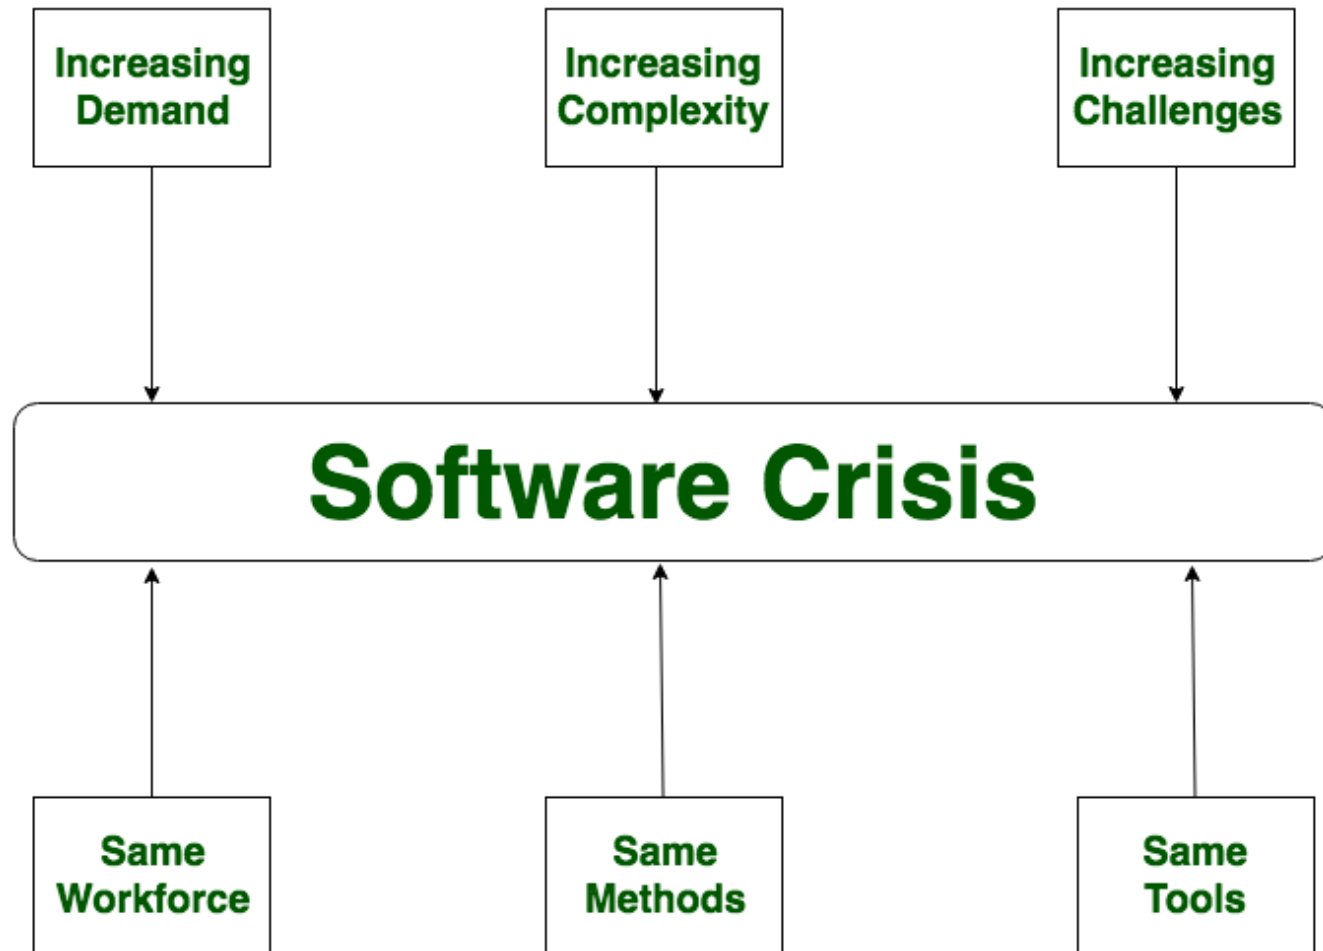 Increasing
Demand
Increasing
Complexity
Increasing
Challenges
Software Crisis
Same
Workforce
Same
Methods
Same
Tools